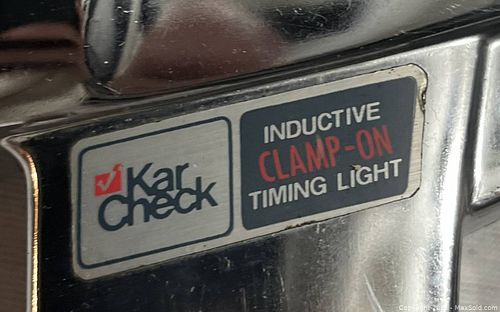 Kar
Check
INDUCTIVE
CLAMP-ON
TIMING LIGHT